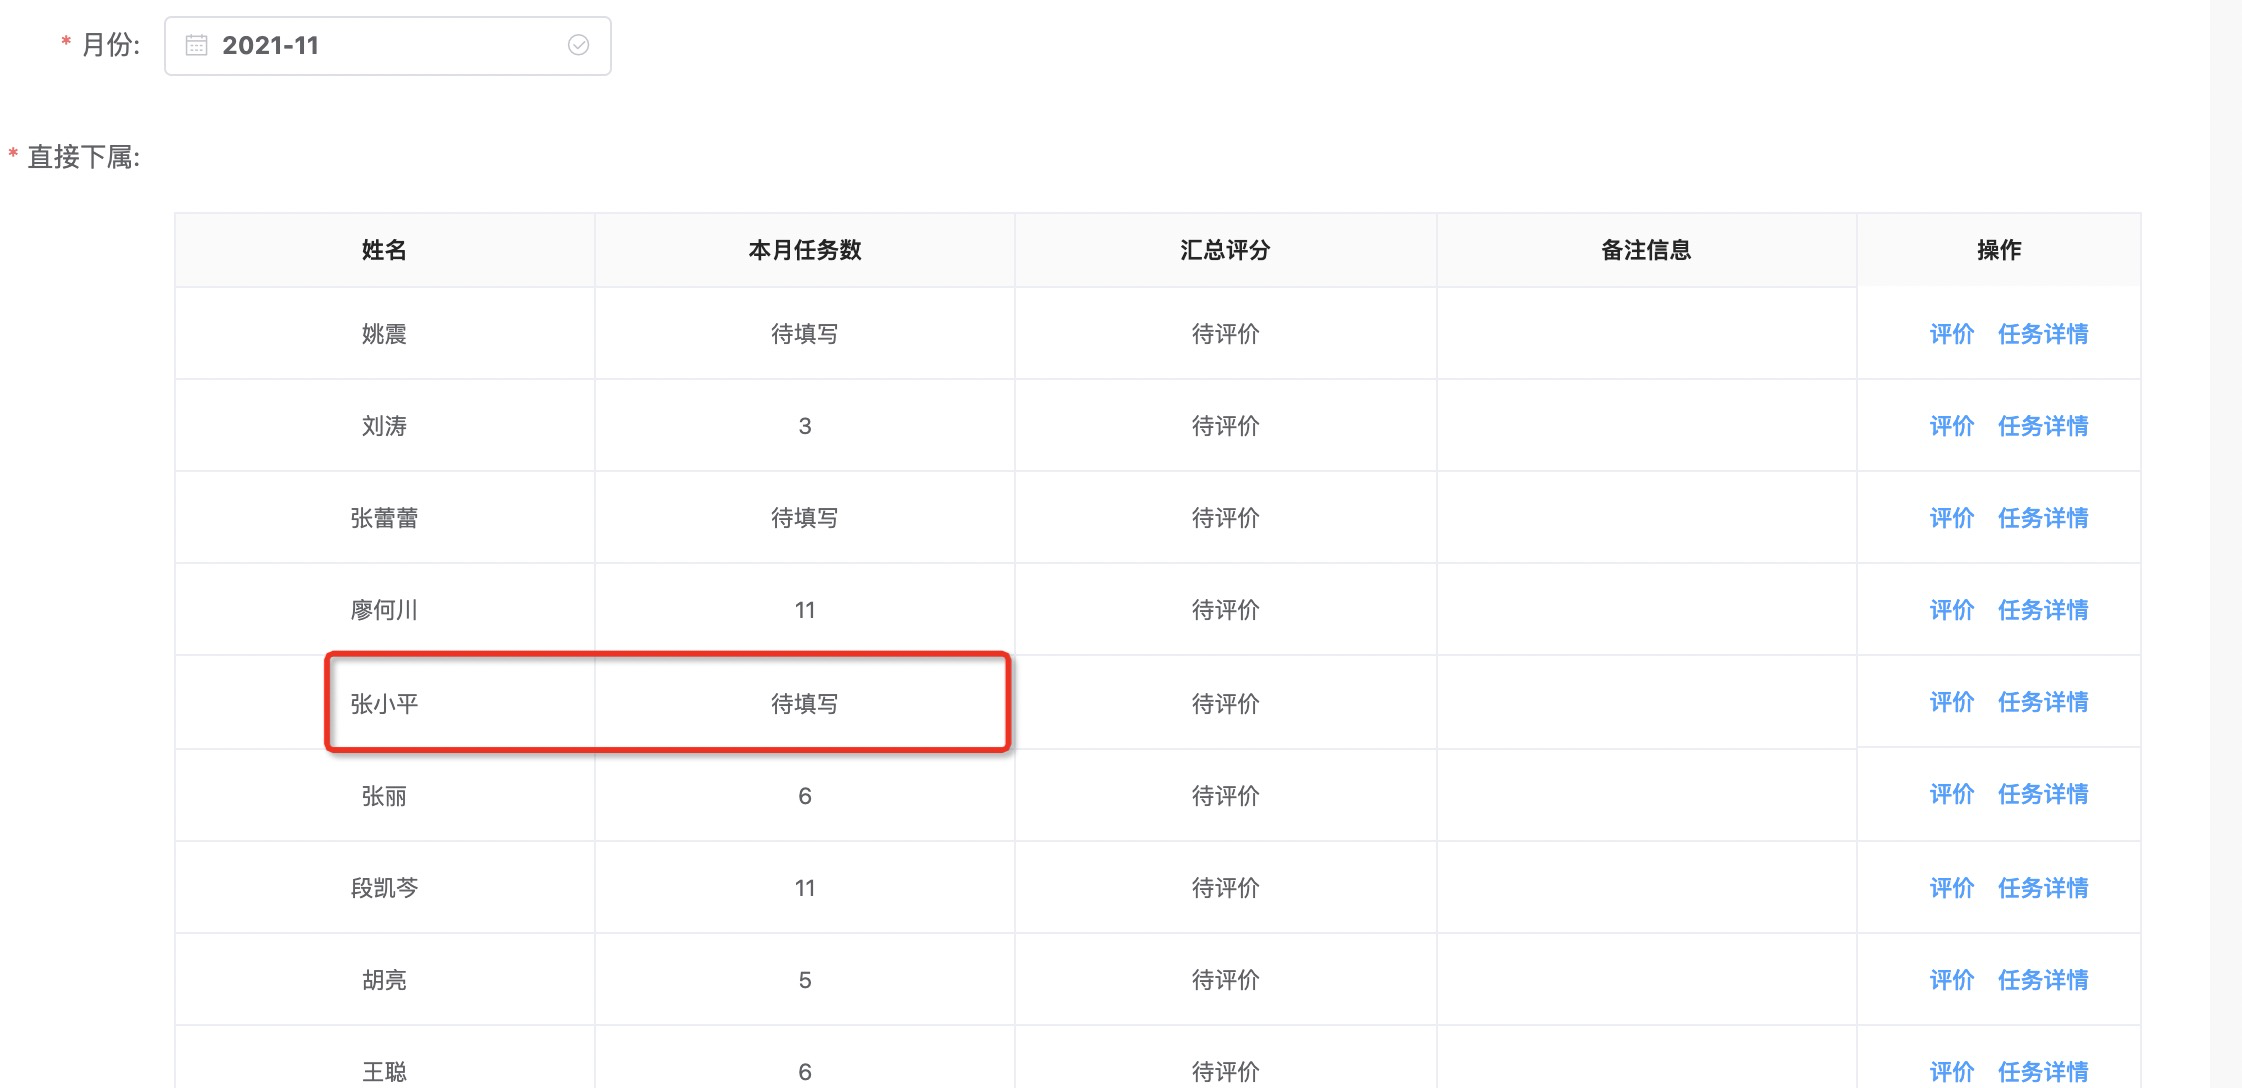 * 月份: 2021-11
* 直接下属:
姓名 本月任务数 汇总评分 备注信息 操作
姚震 待填写 待评价 评价 任务详情
刘涛 3 待评价 评价 任务详情
张蕾蕾 待填写 待评价 评价 任务详情
廖何川 11 待评价 评价 任务详情
张小平 待填写 待评价 评价 任务详情
张丽 6 待评价 评价 任务详情
段凯芩 11 待评价 评价 任务详情
胡亮 5 待评价 评价 任务详情
王聪 6 待评价 评价 任务详情